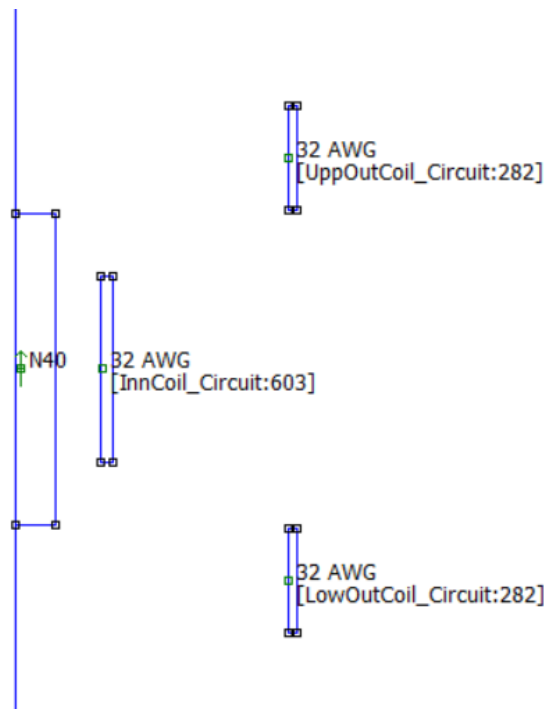 32 AWG
[UppOutCoil_Circuit:282]
N40
32 AWG
[InnCoil_Circuit:603]
32 AWG
[LowOutCoil_Circuit:282]